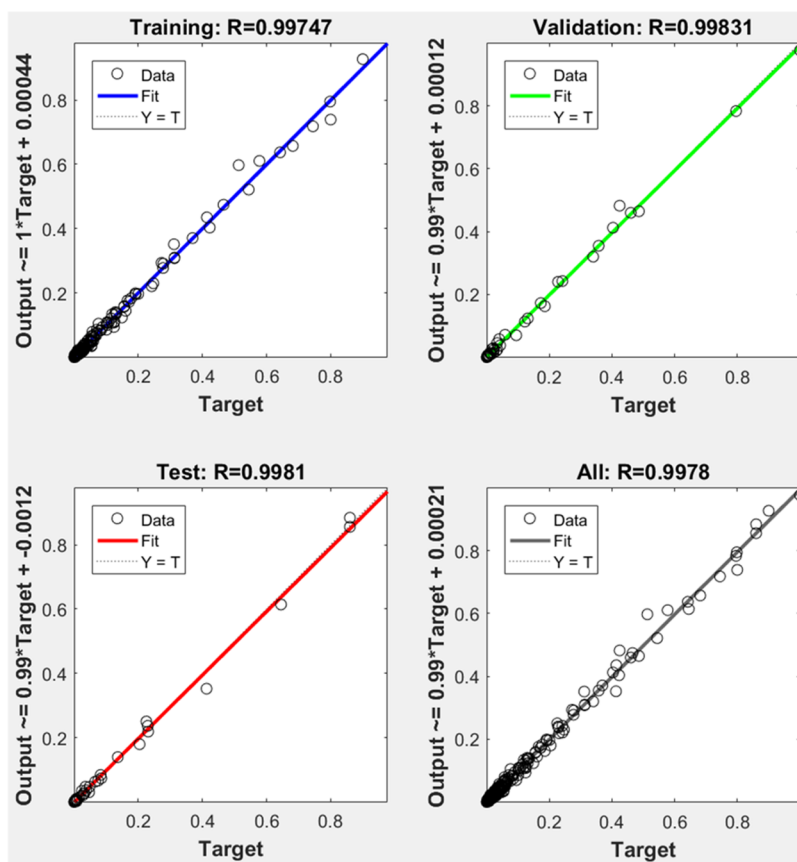 Training: R=0.99747
Output ~= 1*Target + 0.00044
Data
Fit
Y = T
0.8
0.6
0.4
0.2
0.2 0.4 0.6 0.8
Target
Validation: R=0.99831
Output ~= 0.99*Target + 0.00012
Data
Fit
Y = T
0.8
0.6
0.4
0.2
0.2 0.4 0.6 0.8
Target
Test: R=0.9981
Output ~= 0.99*Target + -0.0012
Data
Fit
Y = T
0.8
0.6
0.4
0.2
0.2 0.4 0.6 0.8
Target
All: R=0.9978
Output ~= 0.99*Target + 0.00021
Data
Fit
Y = T
0.8
0.6
0.4
0.2
0.2 0.4 0.6 0.8
Target